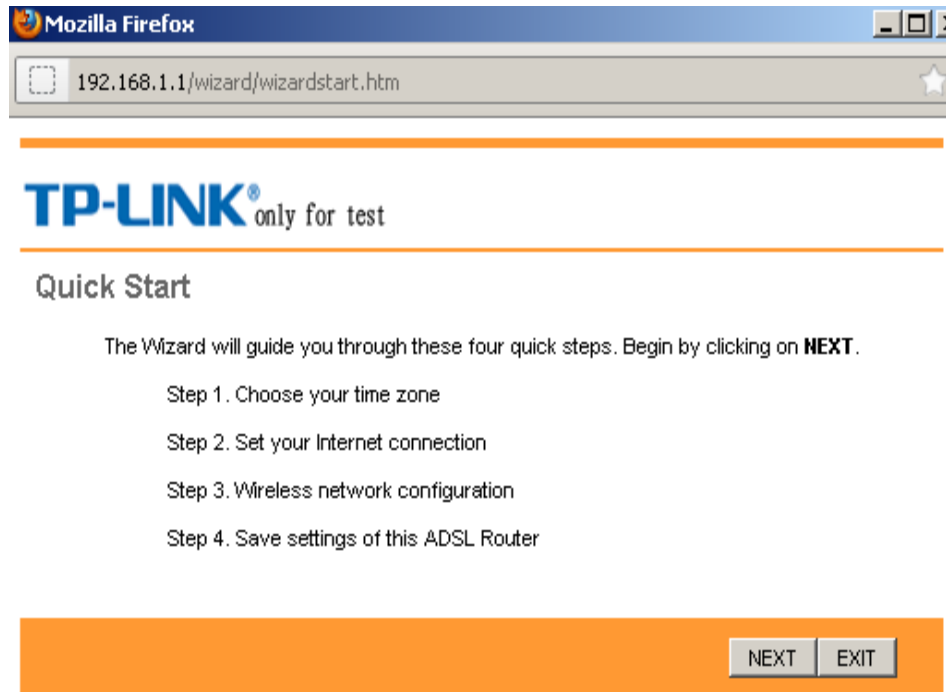 Mozilla Firefox
192.168.1.1/wizard/wizardstart.htm
TP-LINK® only for test
Quick Start
The Wizard will guide you through these four quick steps. Begin by clicking on NEXT.
Step 1. Choose your time zone
Step 2. Set your Internet connection
Step 3. Wireless network configuration
Step 4. Save settings of this ADSL Router
NEXT EXIT